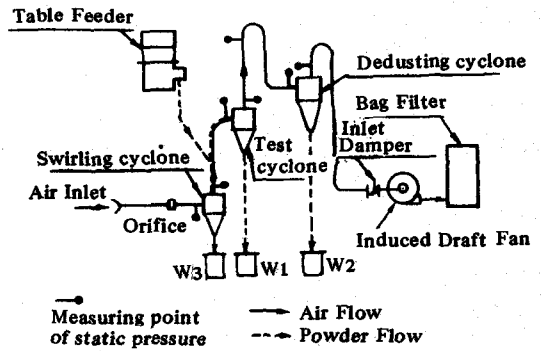 Table Feeder
Dedusting cyclone
Bag Filter
Inlet
Damper
Test
cyclone
Swirling cyclone
Air Inlet
Orifice
Induced Draft Fan
W3
W1
W2
Measuring point
of static pressure
Air Flow
Powder Flow